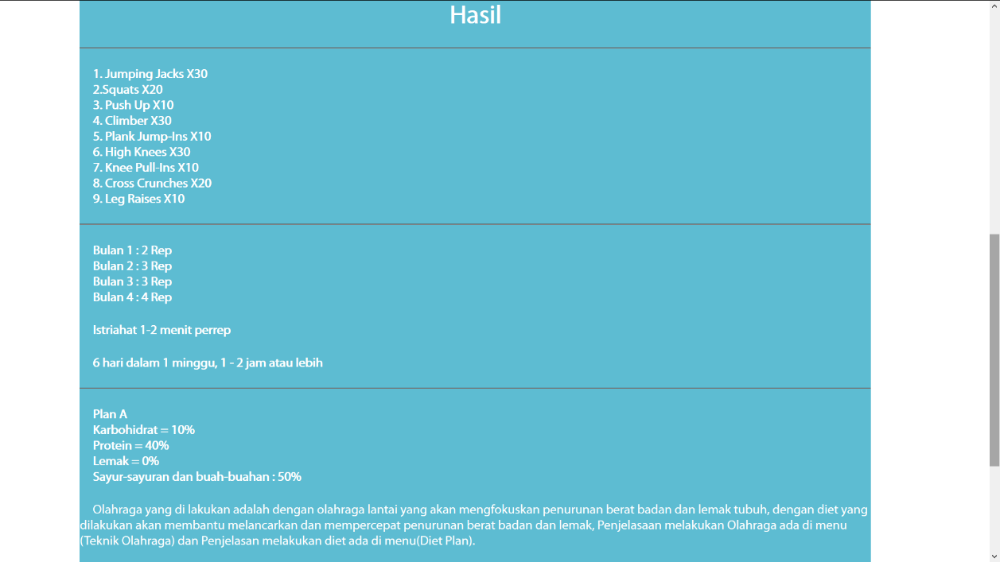 Hasil
1. Jumping Jacks X30
2.Squats X20
3. Push Up X10
4. Climber X30
5. Plank Jump-Ins X10
6. High Knees X30
7. Knee Pull-Ins X10
8. Cross Crunches X20
9. Leg Raises X10
Bulan 1 : 2 Rep
Bulan 2 : 3 Rep
Bulan 3 : 3 Rep
Bulan 4 : 4 Rep
Istriahat 1-2 menit perrep
6 hari dalam 1 minggu, 1 - 2 jam atau lebih
Plan A
Karbohidrat = 10%
Protein = 40%
Lemak = 0%
Sayur-sayuran dan buah-buahan : 50%
Olahraga yang di lakukan adalah dengan olahraga lantai yang akan mengfokuskan penurunan berat badan dan lemak tubuh, dengan diet yang
dilakukan akan membantu melancarkan dan mempercepat penurunan berat badan dan lemak, Penjelasaan melakukan Olahraga ada di menu
(Teknik Olahraga) dan Penjelasan melakukan diet ada di menu(Diet Plan).